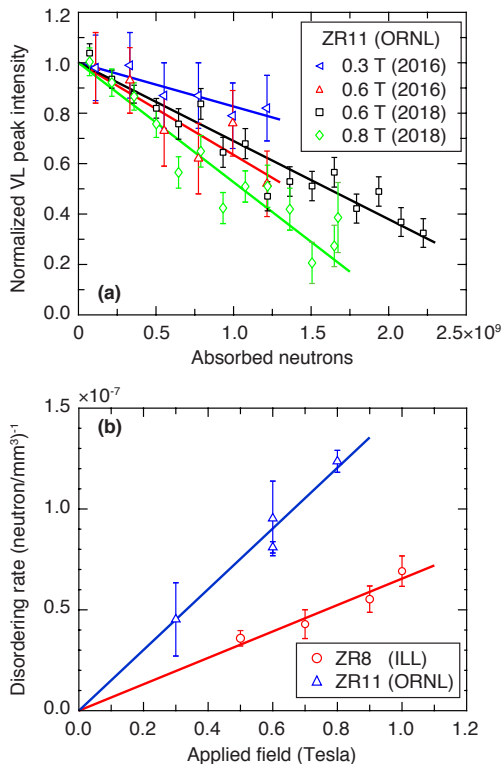 Normalized VL peak intensity
1.2
1.0
0.8
0.6
0.4
0.2
0.0
ZR11 (ORNL)
0.3 T (2016)
0.6 T (2016)
0.6 T (2018)
0.8 T (2018)
(a)
0 0.5 1.0 1.5 2.0 2.5×10⁹
Absorbed neutrons
×10⁻⁷
Disordering rate (neutron/mm³)⁻¹
1.5
1.0
0.5
0.0
(b)
ZR8 (ILL)
ZR11 (ORNL)
0.0 0.2 0.4 0.6 0.8 1.0 1.2
Applied field (Tesla)